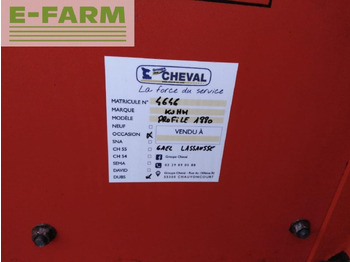 E-FARM
CHEVAL
La force du service
MATRICULE N° 4646
MARQUE KUHN
MODÈLE PROFILE 1880
NEUF
OCCASION
VENDU À
SNA
CH 55
CH 54
SEMA
DAVID
DUBS
GAEC LASSAUSSE
Groupe Cheval